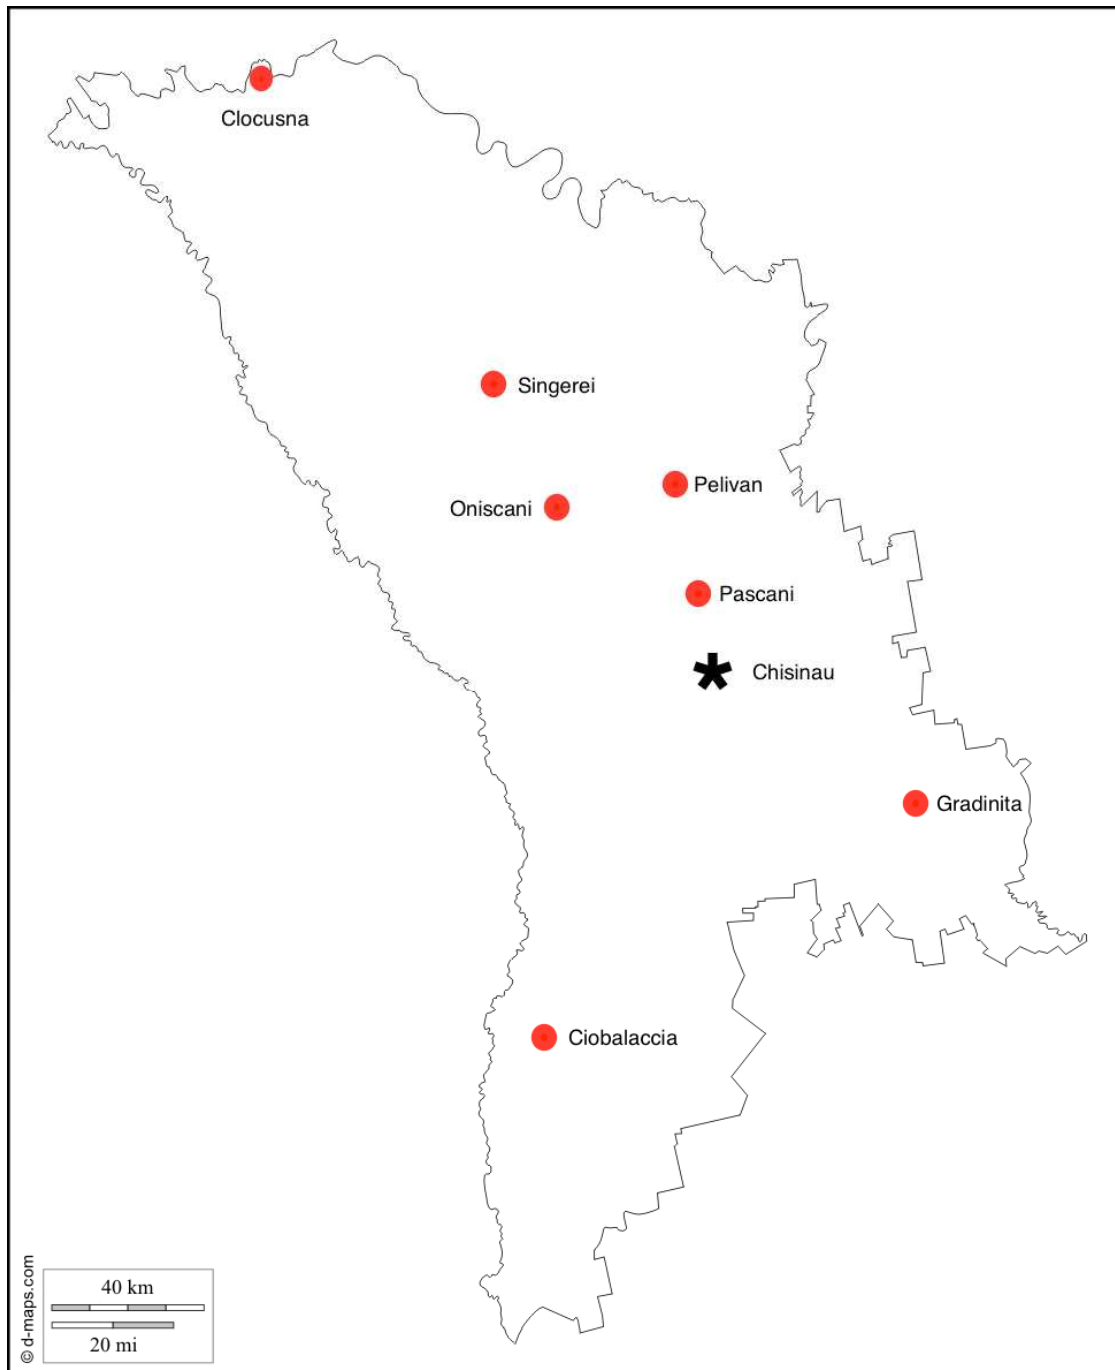 Clocusna
Singerei
Pelivan
Oniscani
Pascani
Chisinau
Gradinita
Ciobalaccia
40 km
20 mi
© d-maps.com